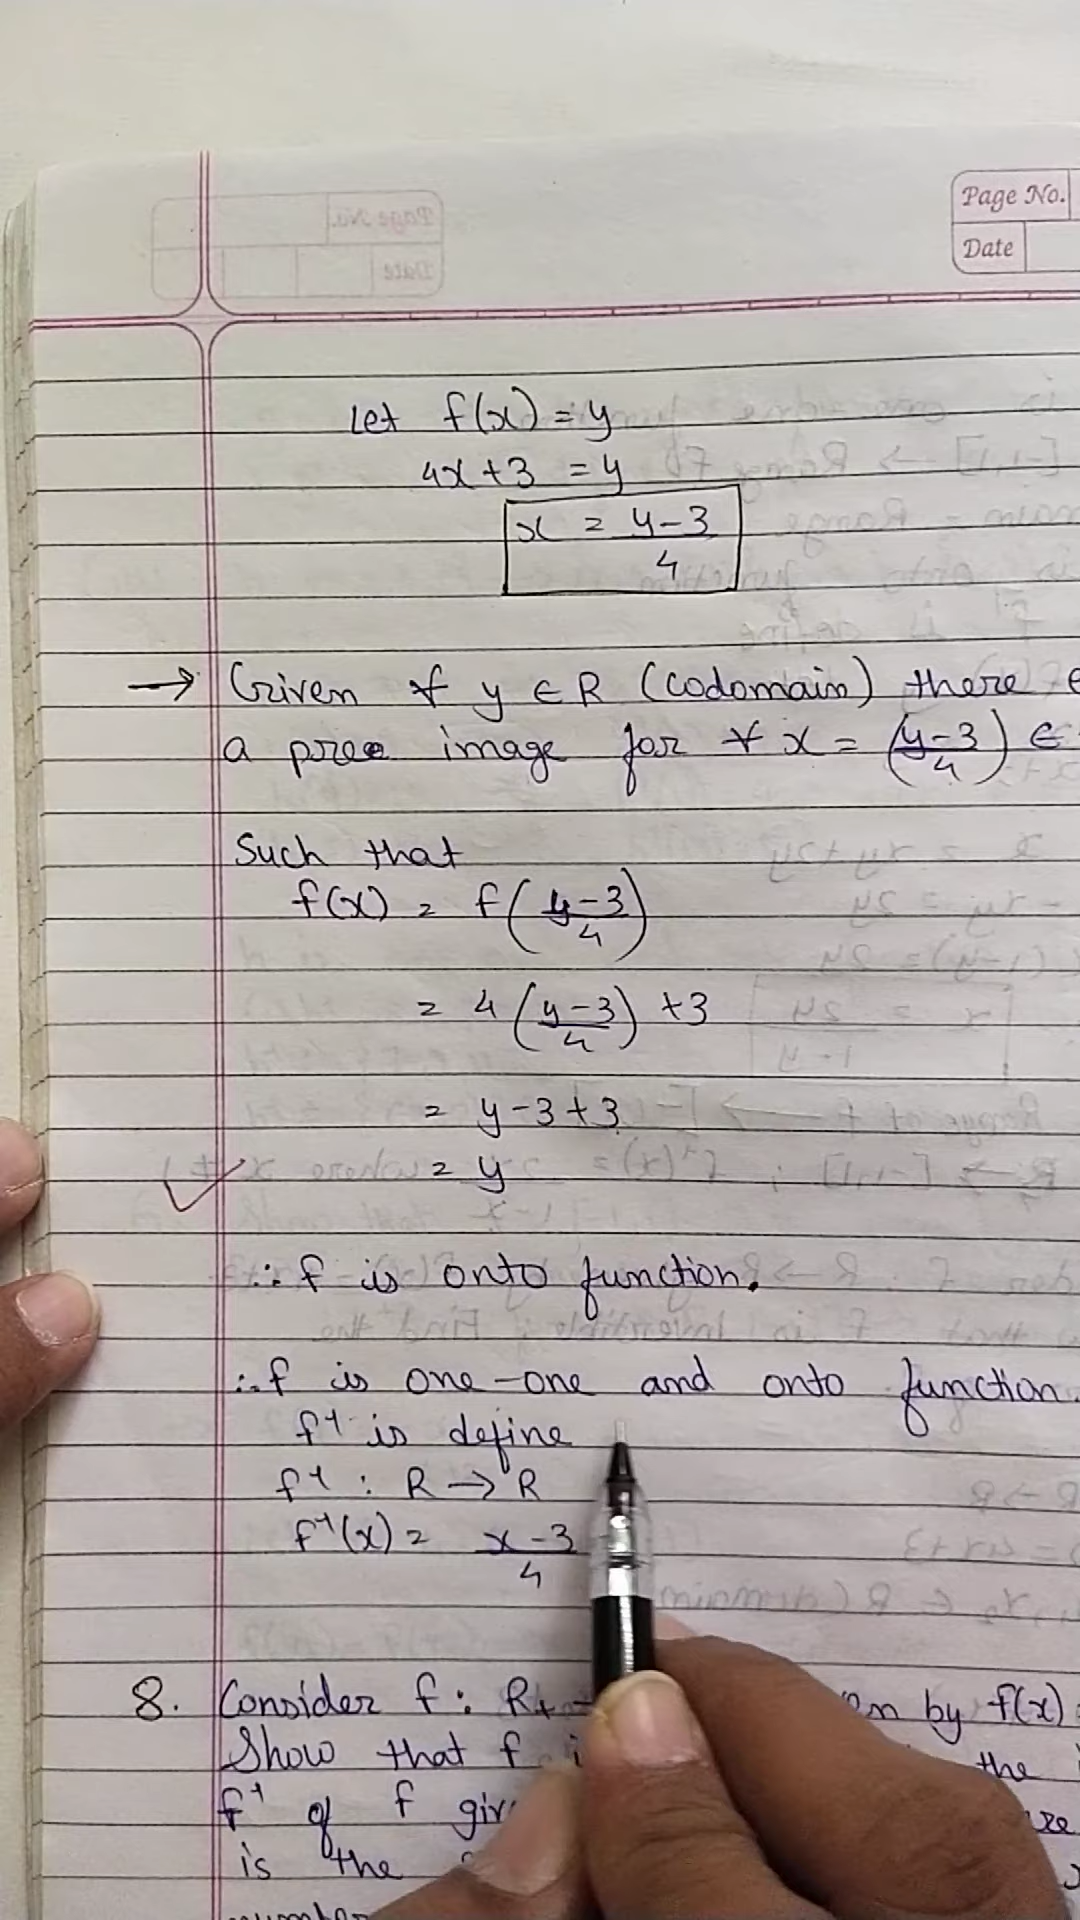 Page No.
Date
Let f(x) = y
4x + 3 = y
x = y-3/4
→ Given ∀ y ∈ R (codomain) there
a pree image for ∀ x = (y-3/4) ∈
Such that
f(x) = f(y-3/4)
= 4(y-3/4) + 3
= y-3+3
= y
∴ f is onto function.
∴ f is one-one and onto function.
f⁻¹ is define
f⁻¹ : R → R
f⁻¹(x) = x-3/4
8. Consider f : R₊ by f(x) =
Show that f the
f⁻¹ of f
is the